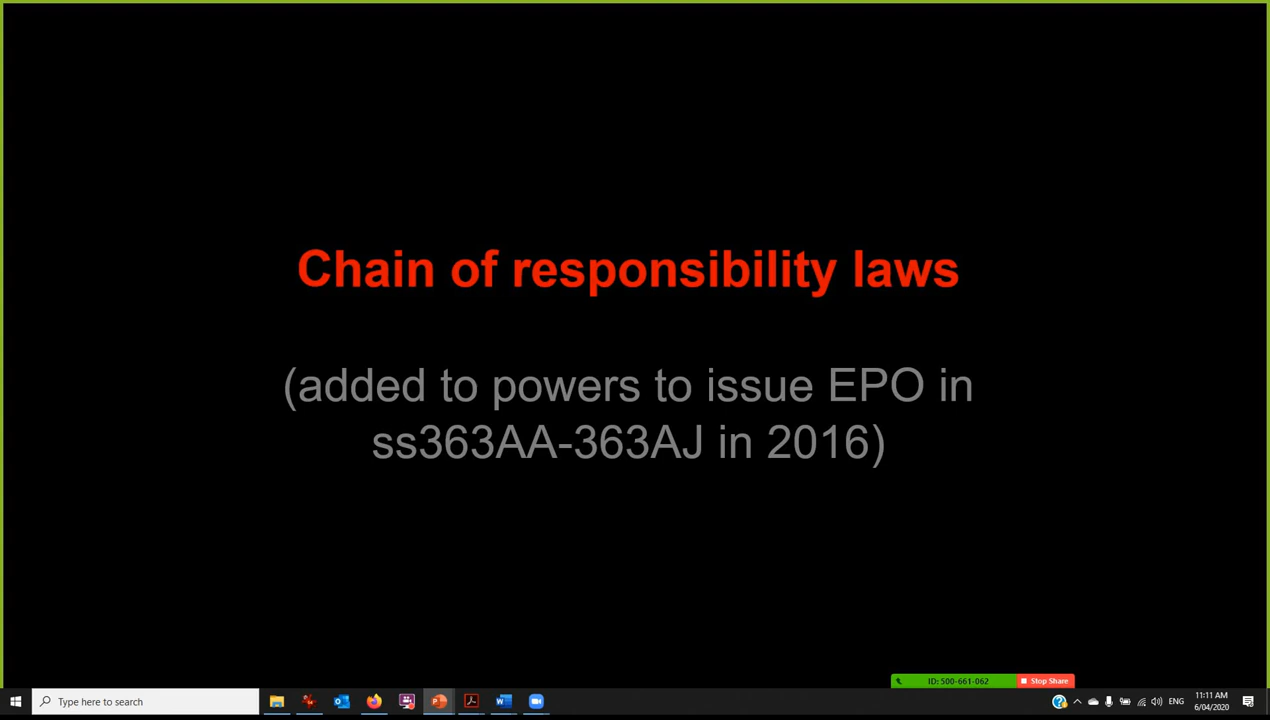 Chain of responsibility laws
(added to powers to issue EPO in
ss363AA-363AJ in 2016)
ID: 500-661-062
Stop Share
Type here to search
ENG
11:11 AM
6/04/2020